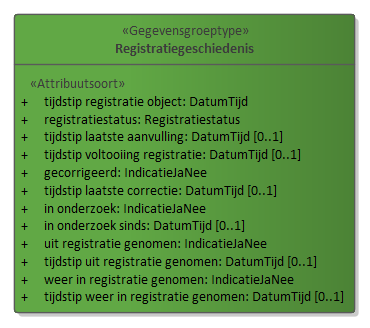 «Gegevensgroeptype»
Registratiegeschiedenis
«Attribuutsoort»
+ tijdstip registratie object: DatumTijd
+ registratiestatus: Registratiestatus
+ tijdstip laatste aanvulling: DatumTijd [0..1]
+ tijdstip voltooiing registratie: DatumTijd [0..1]
+ gecorrigeerd: IndicatieJaNee
+ tijdstip laatste correctie: DatumTijd [0..1]
+ in onderzoek: IndicatieJaNee
+ in onderzoek sinds: DatumTijd [0..1]
+ uit registratie genomen: IndicatieJaNee
+ tijdstip uit registratie genomen: DatumTijd [0..1]
+ weer in registratie genomen: IndicatieJaNee
+ tijdstip weer in registratie genomen: DatumTijd [0..1]